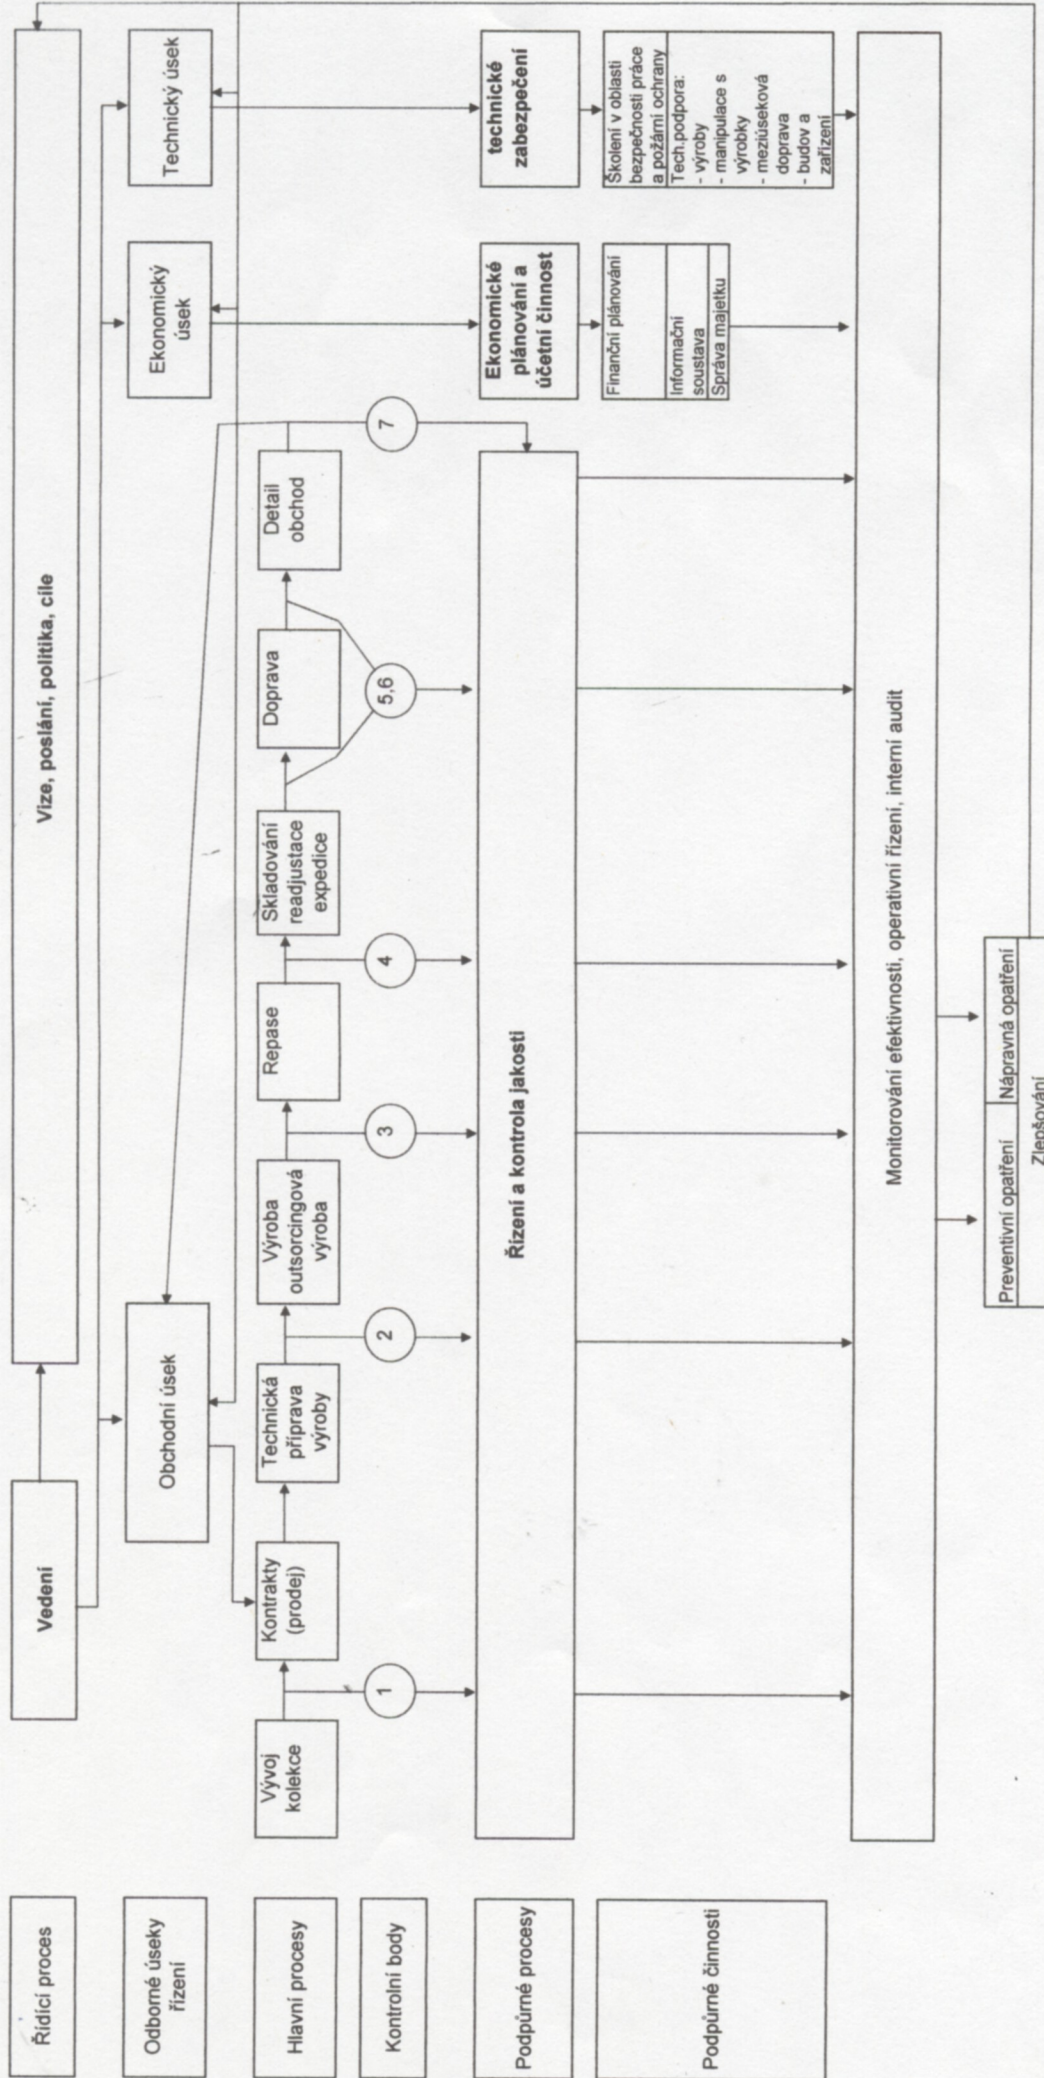 Řídící proces
Vedení
Vize, poslání, politika, cíle
Odborné úseky
řízení
Obchodní úsek
Ekonomický
úsek
Technický úsek
Hlavní procesy
Vývoj
kolekce
Kontrakty
(prodej)
Technická
příprava
výroby
Výroba
outsorcingová
výroba
Repase
Skladování
readjustace
expedice
Doprava
Detail
obchod
Kontrolní body
1
2
3
4
5,6
7
Podpůrné procesy
Řízení a kontrola jakosti
Ekonomické
plánování a
účetní činnost
technické
zabezpečení
Podpůrné činnosti
Finanční plánování
Informační
soustava
Správa majetku
Školení v oblasti
bezpečnosti práce
a požární ochrany
Tech.podpora:
- výroby
- manipulace s
výrobky
- meziúseková
doprava
- budov a
zařízení
Monitorování efektivnosti, operativní řízení, interní audit
Preventivní opatření
Nápravná opatření
Zlepšování